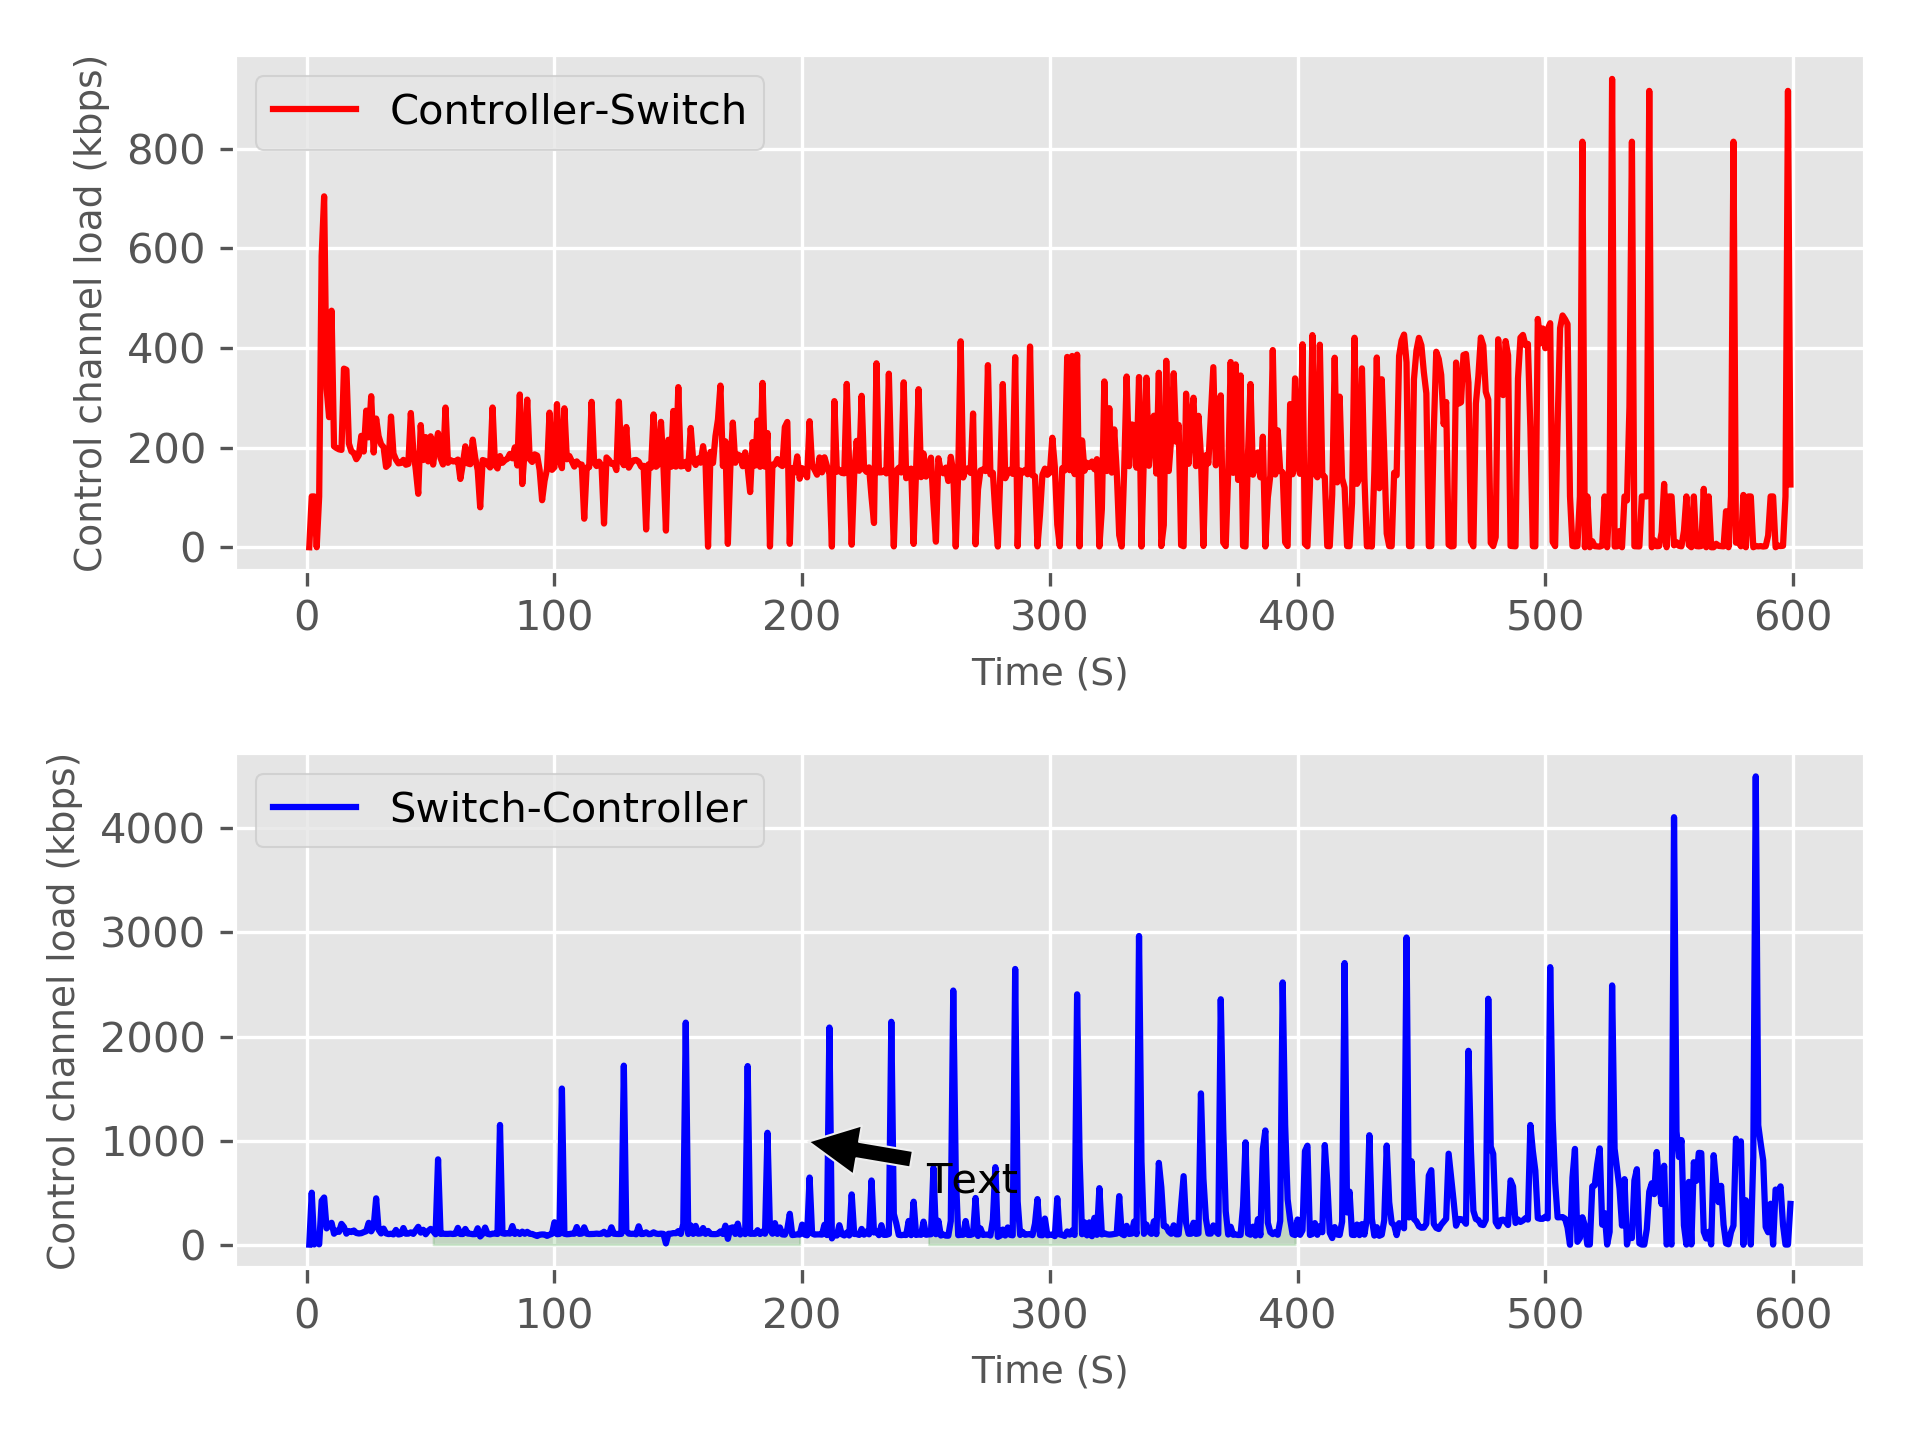 Control channel load (kbps)
Controller-Switch
800
600
400
200
0
0 100 200 300 400 500 600
Time (S)
Control channel load (kbps)
Switch-Controller
4000
3000
2000
1000
0
Text
0 100 200 300 400 500 600
Time (S)